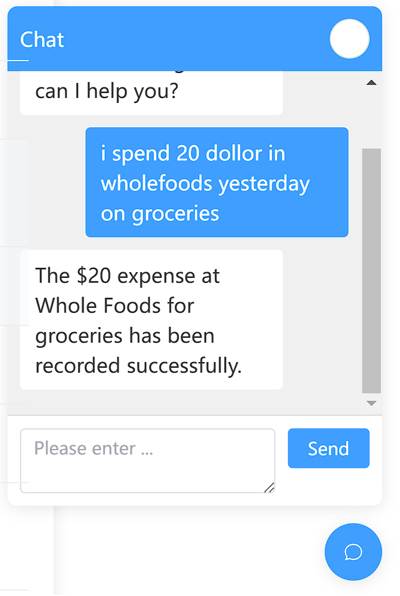 Chat
can I help you?
i spend 20 dollor in
wholefoods yesterday
on groceries
The $20 expense at
Whole Foods for
groceries has been
recorded successfully.
Please enter ...
Send